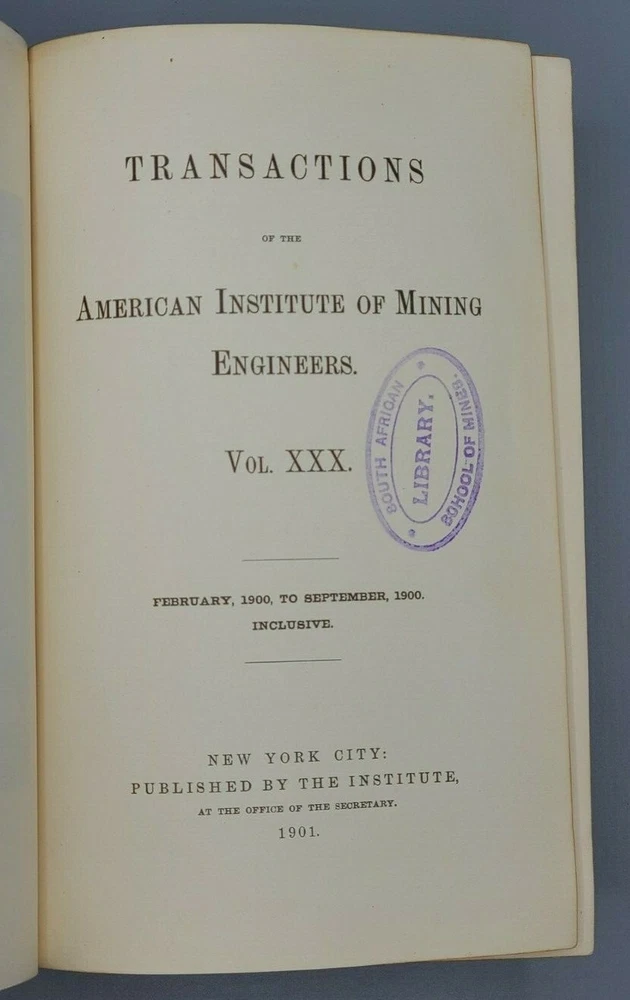 TRANSACTIONS
OF THE
AMERICAN INSTITUTE OF MINING
ENGINEERS.
VOL. XXX.
SOUTH AFRICAN
LIBRARY.
SCHOOL OF MINES.
FEBRUARY, 1900, TO SEPTEMBER, 1900.
INCLUSIVE.
NEW YORK CITY:
PUBLISHED BY THE INSTITUTE,
AT THE OFFICE OF THE SECRETARY.
1901.